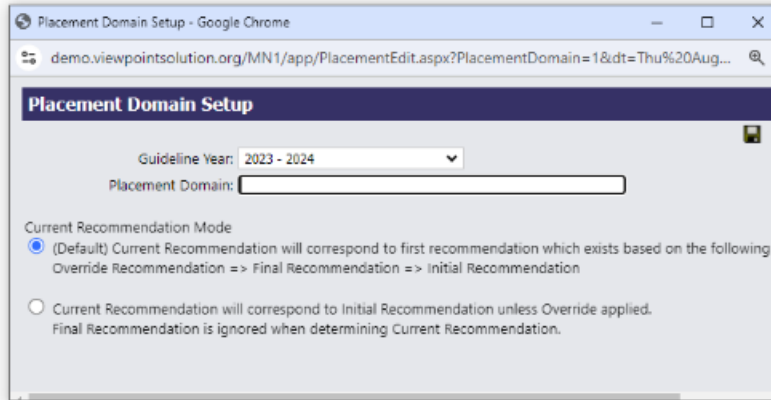 Placement Domain Setup - Google Chrome
demo.viewpointsolution.org/MN1/app/PlacementEdit.aspx?PlacementDomain=1&dt=Thu%20Aug...
Placement Domain Setup
Guideline Year: 2023 - 2024
Placement Domain:
Current Recommendation Mode
(Default) Current Recommendation will correspond to first recommendation which exists based on the following
Override Recommendation => Final Recommendation => Initial Recommendation
Current Recommendation will correspond to Initial Recommendation unless Override applied.
Final Recommendation is ignored when determining Current Recommendation.